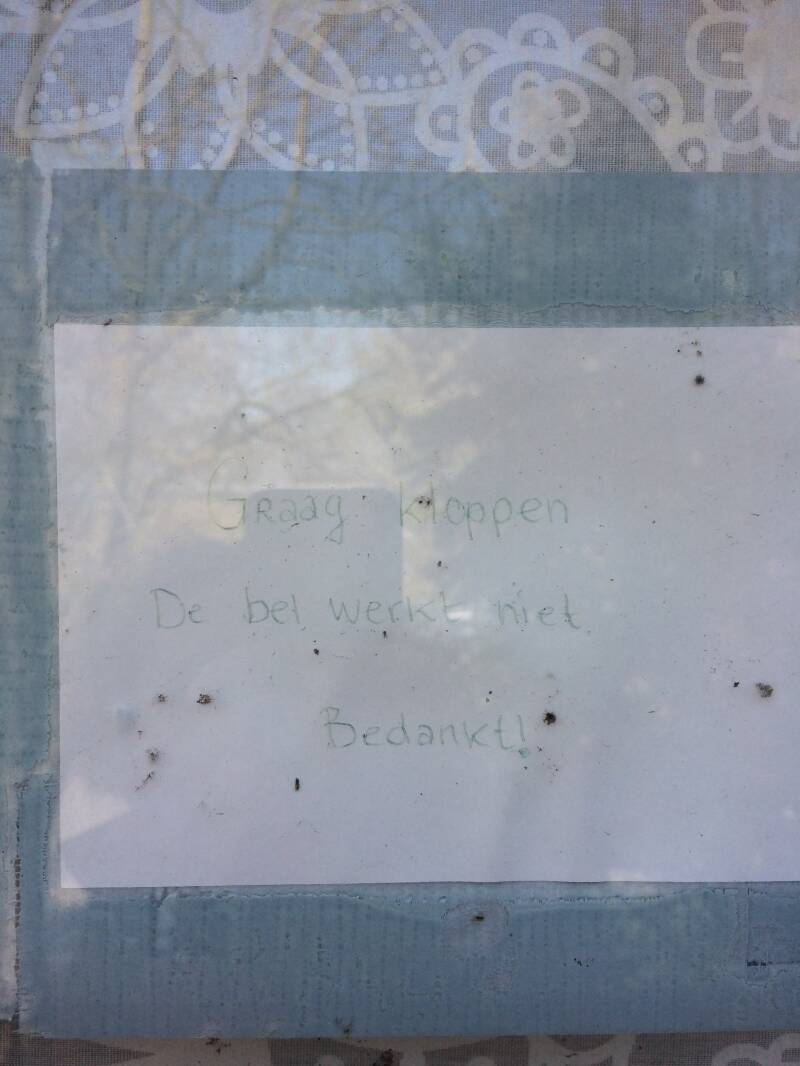 Graag kloppen
De bel werkt niet
Bedankt!